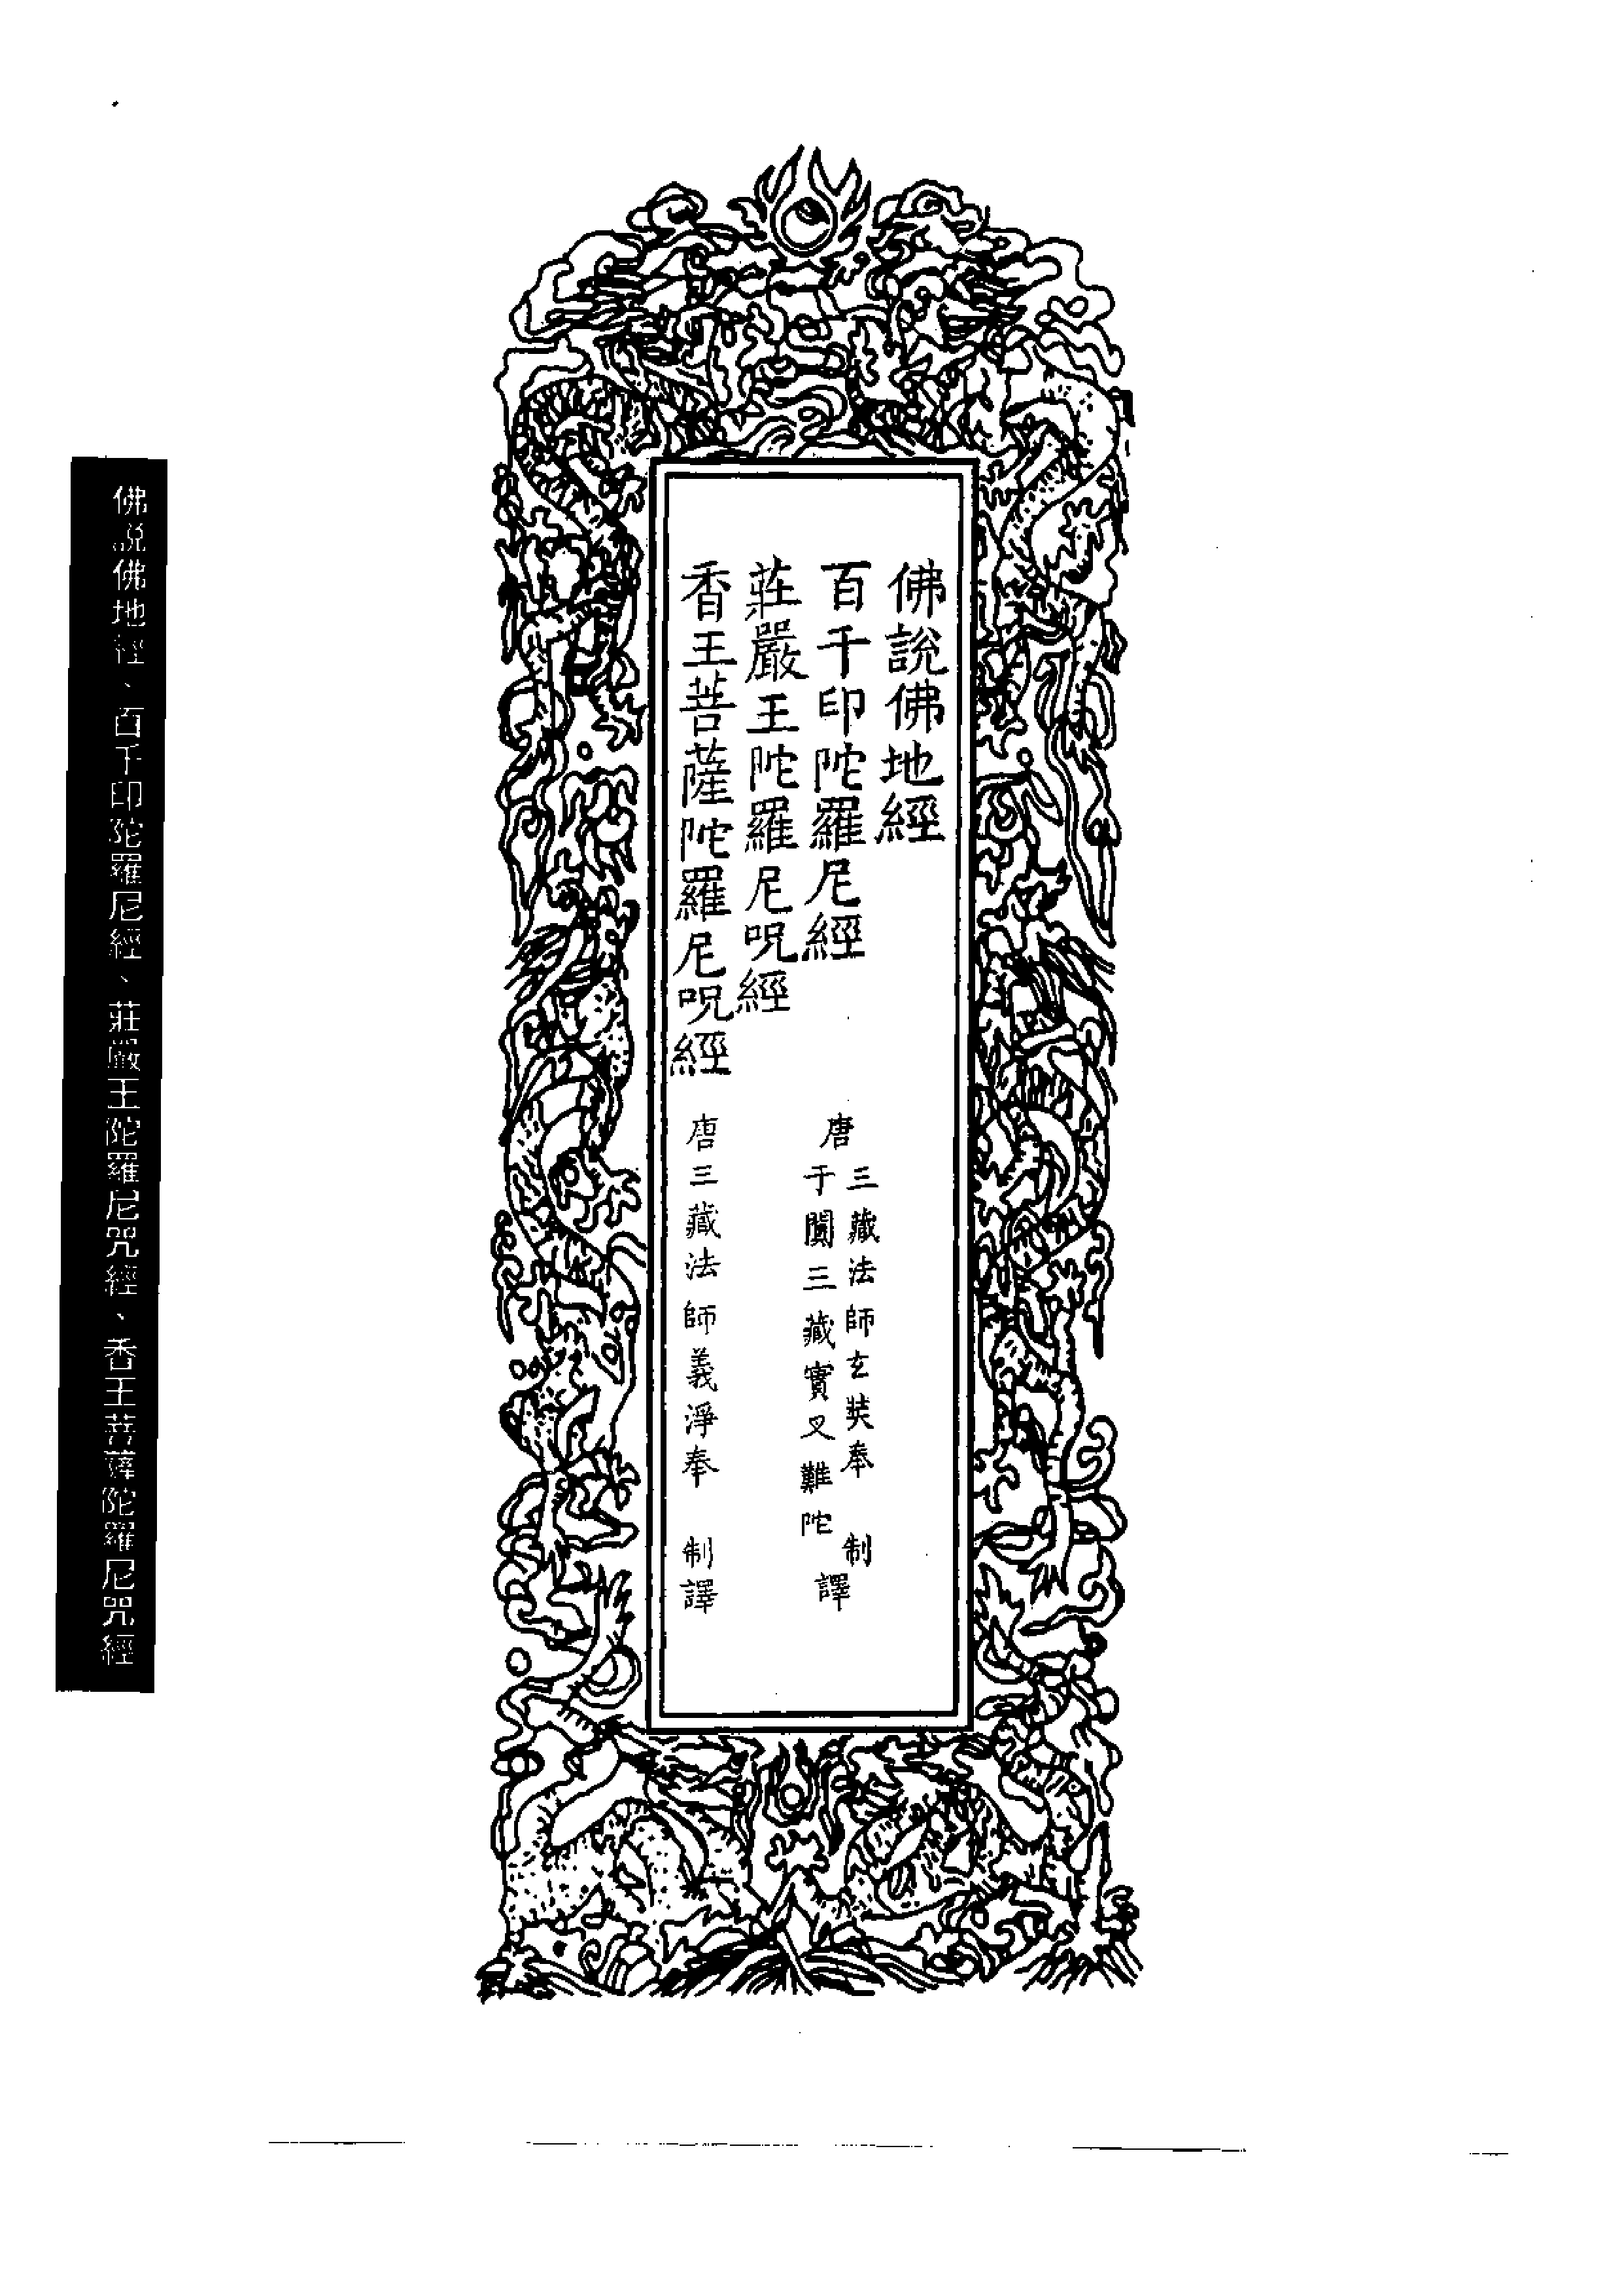 佛說佛地經
百千印陀羅尼經
莊嚴王陀羅尼呪經
香王菩薩陀羅尼呪經
唐
三藏法師玄奘奉 制
于闐三藏實叉難陀
譯
唐三藏法師義淨奉 制譯
佛說佛地經、百千印陀羅尼經、莊嚴王陀羅尼咒經、香王菩薩陀羅尼咒經